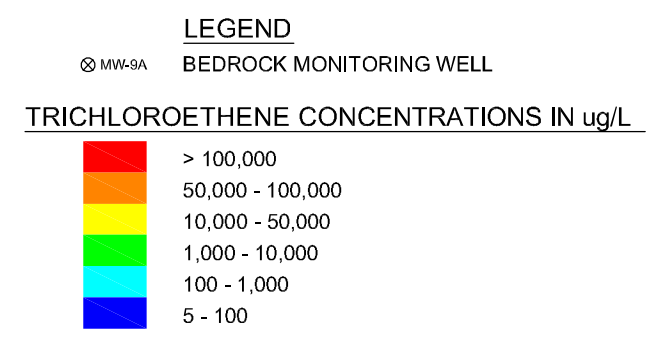 LEGEND
MW-9A BEDROCK MONITORING WELL
TRICHLOROETHENE CONCENTRATIONS IN ug/L
> 100,000
50,000 - 100,000
10,000 - 50,000
1,000 - 10,000
100 - 1,000
5 - 100